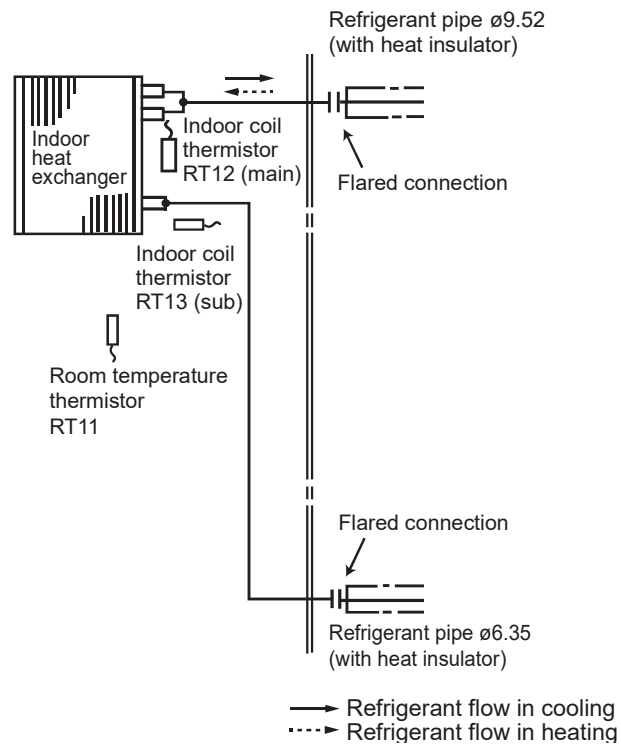 Refrigerant pipe ø9.52
(with heat insulator)
Indoor
heat
exchanger
Indoor coil
thermistor
RT12 (main)
Flared connection
Indoor coil
thermistor
RT13 (sub)
Room temperature
thermistor
RT11
Flared connection
Refrigerant pipe ø6.35
(with heat insulator)
Refrigerant flow in cooling
Refrigerant flow in heating